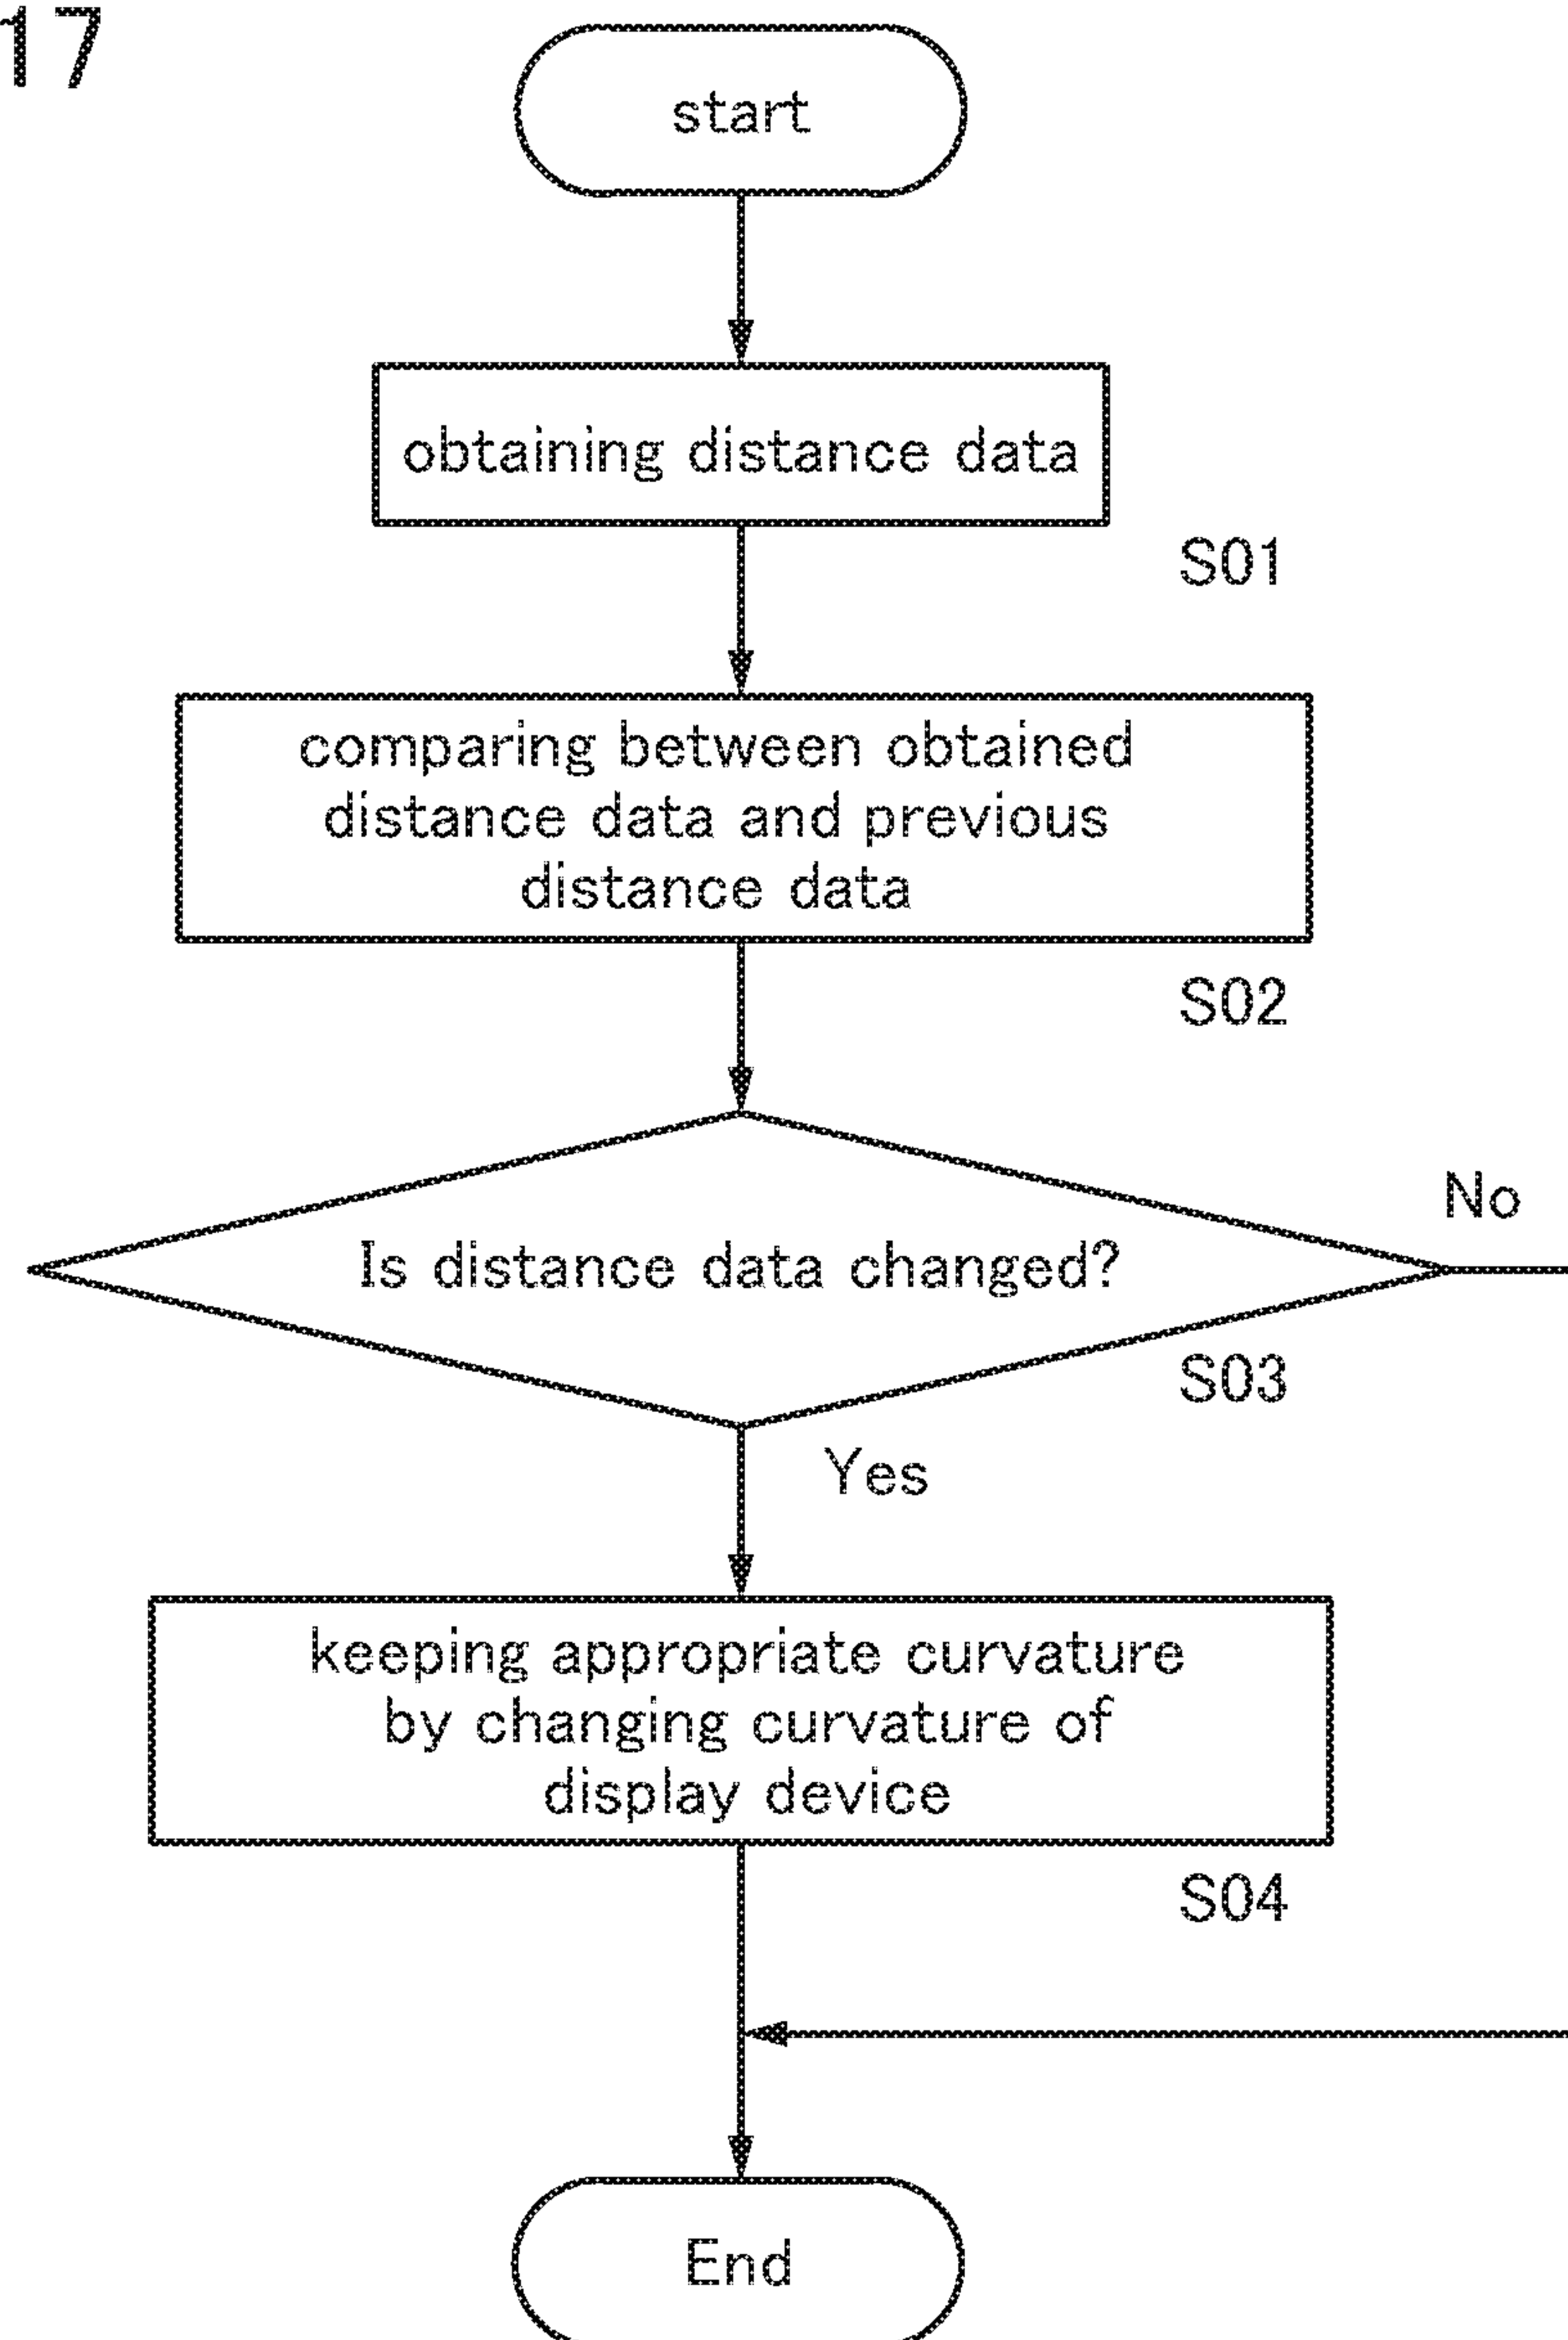 17
start
obtaining distance data
S01
comparing between obtained
distance data and previous
distance data
S02
No
Is distance data changed?
S03
Yes
keeping appropriate curvature
by changing curvature of
display device
S04
End